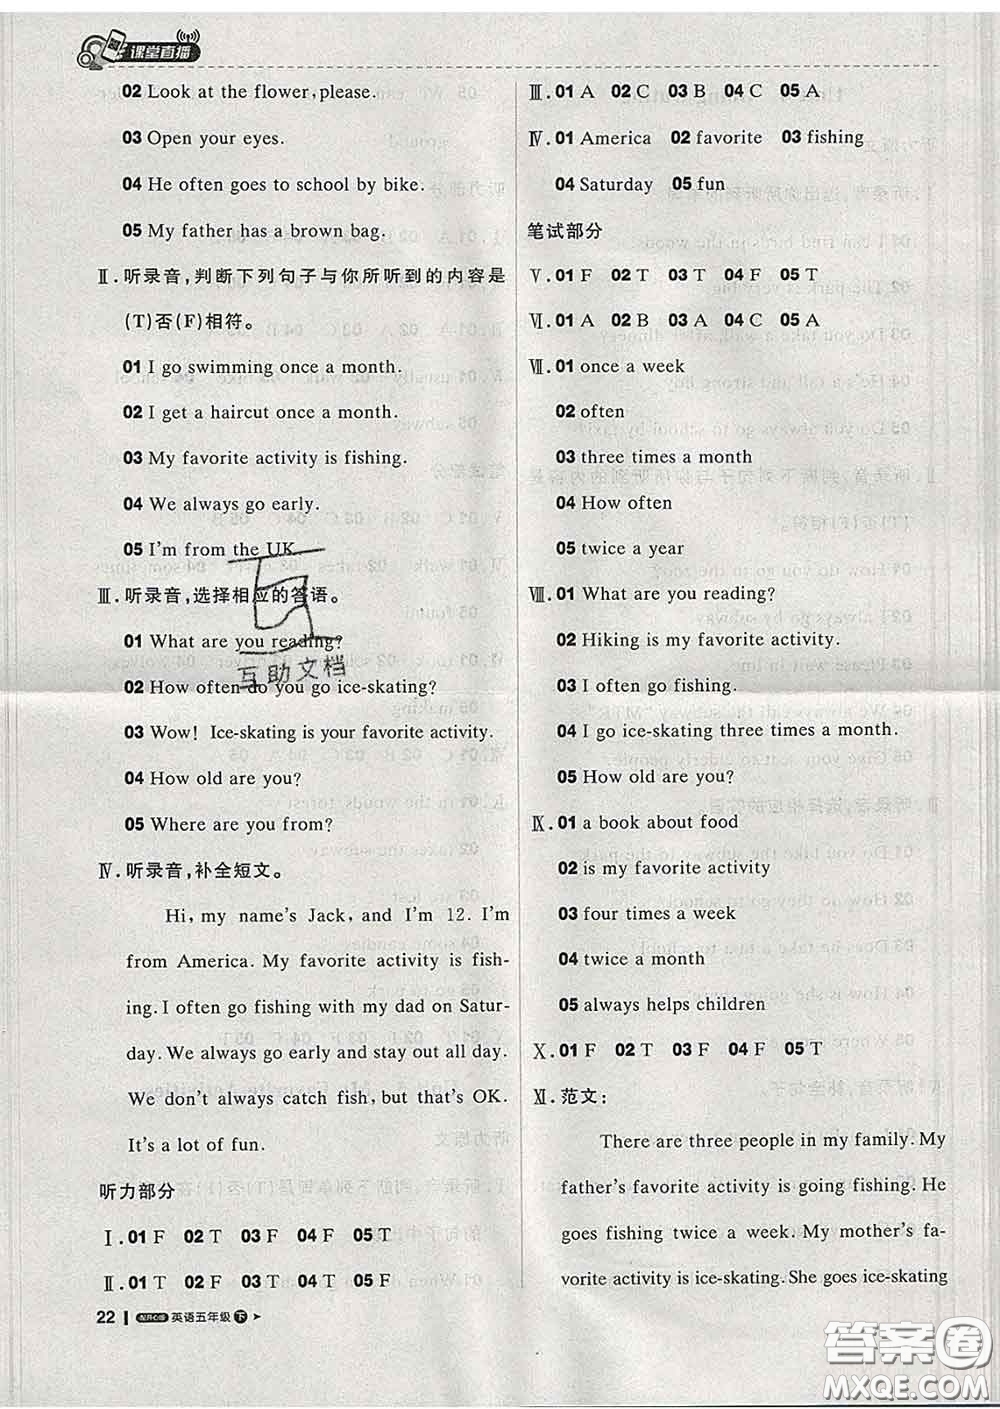 课堂直播
02 Look at the flower, please.
03 Open your eyes.
04 He often goes to school by bike.
05 My father has a brown bag.
Ⅱ. 听录音,判断下列句子与你所听到的内容是
(T)否(F)相符。
01 I go swimming once a month.
02 I get a haircut once a month.
03 My favorite activity is fishing.
04 We always go early.
05 I'm from the UK.
Ⅲ. 听录音,选择相应的答语。
01 What are you reading?
02 How often do you go ice-skating?
03 Wow! Ice-skating is your favorite activity.
04 How old are you?
05 Where are you from?
Ⅳ. 听录音,补全短文。
Hi, my name's Jack, and I'm 12. I'm
from America. My favorite activity is fish-
ing. I often go fishing with my dad on Satur-
day. We always go early and stay out all day.
We don't always catch fish, but that's OK.
It's a lot of fun.
听力部分
Ⅰ. 01 F 02 T 03 F 04 F 05 T
Ⅱ. 01 T 02 F 03 T 04 T 05 F
22 英语五年级 下
Ⅲ. 01 A 02 C 03 B 04 C 05 A
Ⅳ. 01 America 02 favorite 03 fishing
04 Saturday 05 fun
笔试部分
Ⅴ. 01 F 02 T 03 T 04 F 05 T
Ⅵ. 01 A 02 B 03 A 04 C 05 A
Ⅶ. 01 once a week
02 often
03 three times a month
04 How often
05 twice a year
Ⅷ. 01 What are you reading?
02 Hiking is my favorite activity.
03 I often go fishing.
04 I go ice-skating three times a month.
05 How old are you?
Ⅸ. 01 a book about food
02 is my favorite activity
03 four times a week
04 twice a month
05 always helps children
Ⅹ. 01 F 02 T 03 F 04 F 05 T
Ⅺ. 范文:
There are three people in my family. My
father's favorite activity is going fishing. He
goes fishing twice a week. My mother's fa-
vorite activity is ice-skating. She goes ice-skating
互助文档
答案圈
MXQE.COM